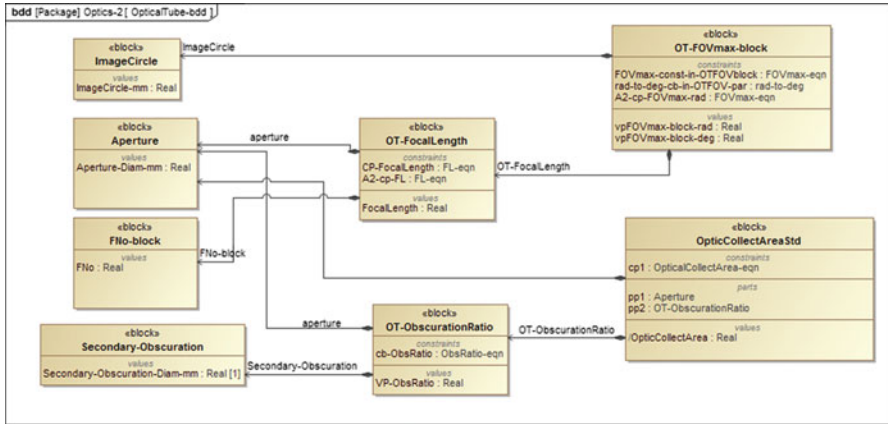 bdd [Package] Optics-2 [ OpticalTube-bdd ]
«block»
ImageCircle
values
ImageCircle-mm : Real
ImageCircle
«block»
OT-FOVmax-block
constraints
FOVmax-const-in-OTFOVblock : FOVmax-eqn
rad-to-deg-cb-in-OTFOV-par : rad-to-deg
A2-cp-FOVmax-rad : FOVmax-eqn
values
vpFOVmax-block-rad : Real
vpFOVmax-block-deg : Real
«block»
Aperture
values
Aperture-Diam-mm : Real
aperture
«block»
OT-FocalLength
constraints
CP-FocalLength : FL-eqn
A2-cp-FL : FL-eqn
values
FocalLength : Real
OT-FocalLength
«block»
FNo-block
values
FNo : Real
FNo-block
«block»
OpticCollectAreaStd
constraints
cp1 : OpticalCollectArea-eqn
parts
pp1 : Aperture
pp2 : OT-ObscurationRatio
values
/OpticCollectArea : Real
aperture
«block»
OT-ObscurationRatio
constraints
cb-ObsRatio : ObsRatio-eqn
values
VP-ObsRatio : Real
OT-ObscurationRatio
«block»
Secondary-Obscuration
values
Secondary-Obscuration-Diam-mm : Real [1]
Secondary-Obscuration